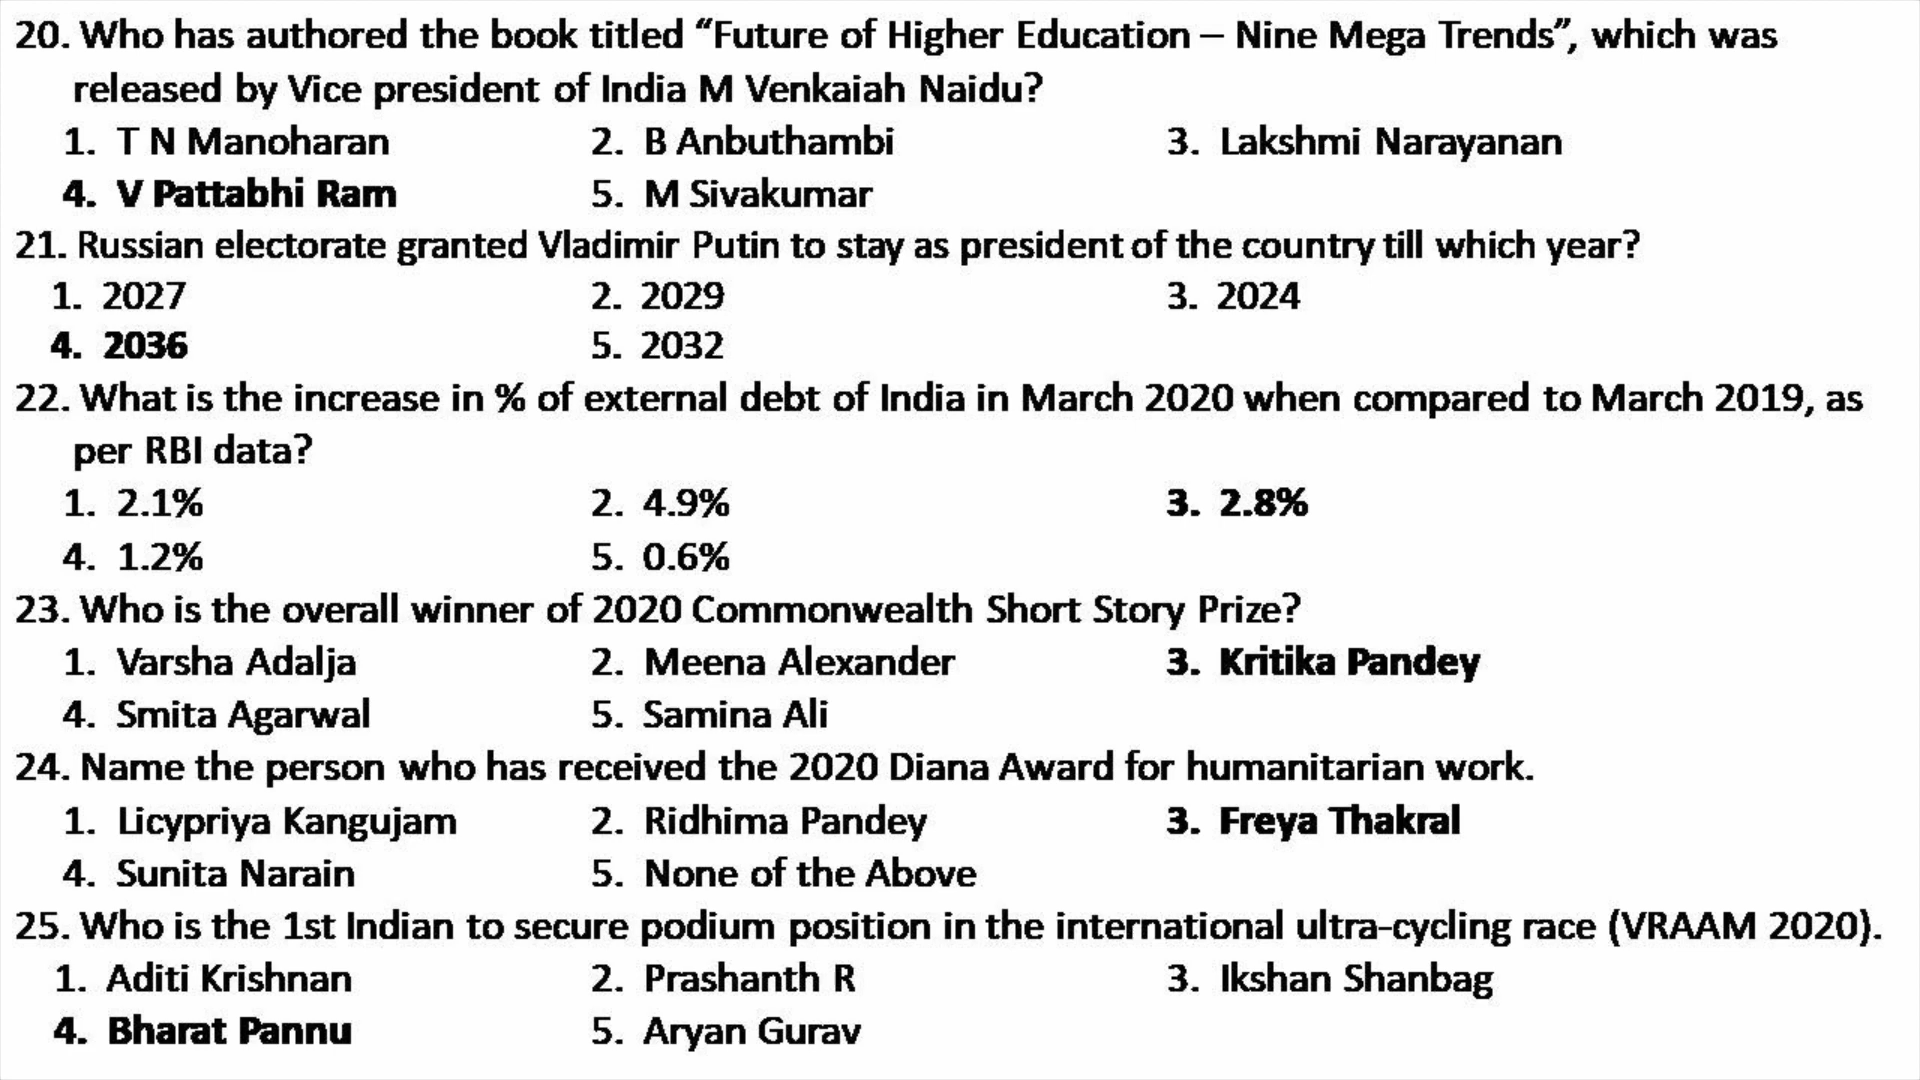 20. Who has authored the book titled “Future of Higher Education – Nine Mega Trends”, which was
released by Vice president of India M Venkaiah Naidu?
1. T N Manoharan 2. B Anbuthambi 3. Lakshmi Narayanan
4. V Pattabhi Ram 5. M Sivakumar
21. Russian electorate granted Vladimir Putin to stay as president of the country till which year?
1. 2027 2. 2029 3. 2024
4. 2036 5. 2032
22. What is the increase in % of external debt of India in March 2020 when compared to March 2019, as
per RBI data?
1. 2.1% 2. 4.9% 3. 2.8%
4. 1.2% 5. 0.6%
23. Who is the overall winner of 2020 Commonwealth Short Story Prize?
1. Varsha Adalja 2. Meena Alexander 3. Kritika Pandey
4. Smita Agarwal 5. Samina Ali
24. Name the person who has received the 2020 Diana Award for humanitarian work.
1. Licypriya Kangujam 2. Ridhima Pandey 3. Freya Thakral
4. Sunita Narain 5. None of the Above
25. Who is the 1st Indian to secure podium position in the international ultra-cycling race (VRAAM 2020).
1. Aditi Krishnan 2. Prashanth R 3. Ikshan Shanbag
4. Bharat Pannu 5. Aryan Gurav